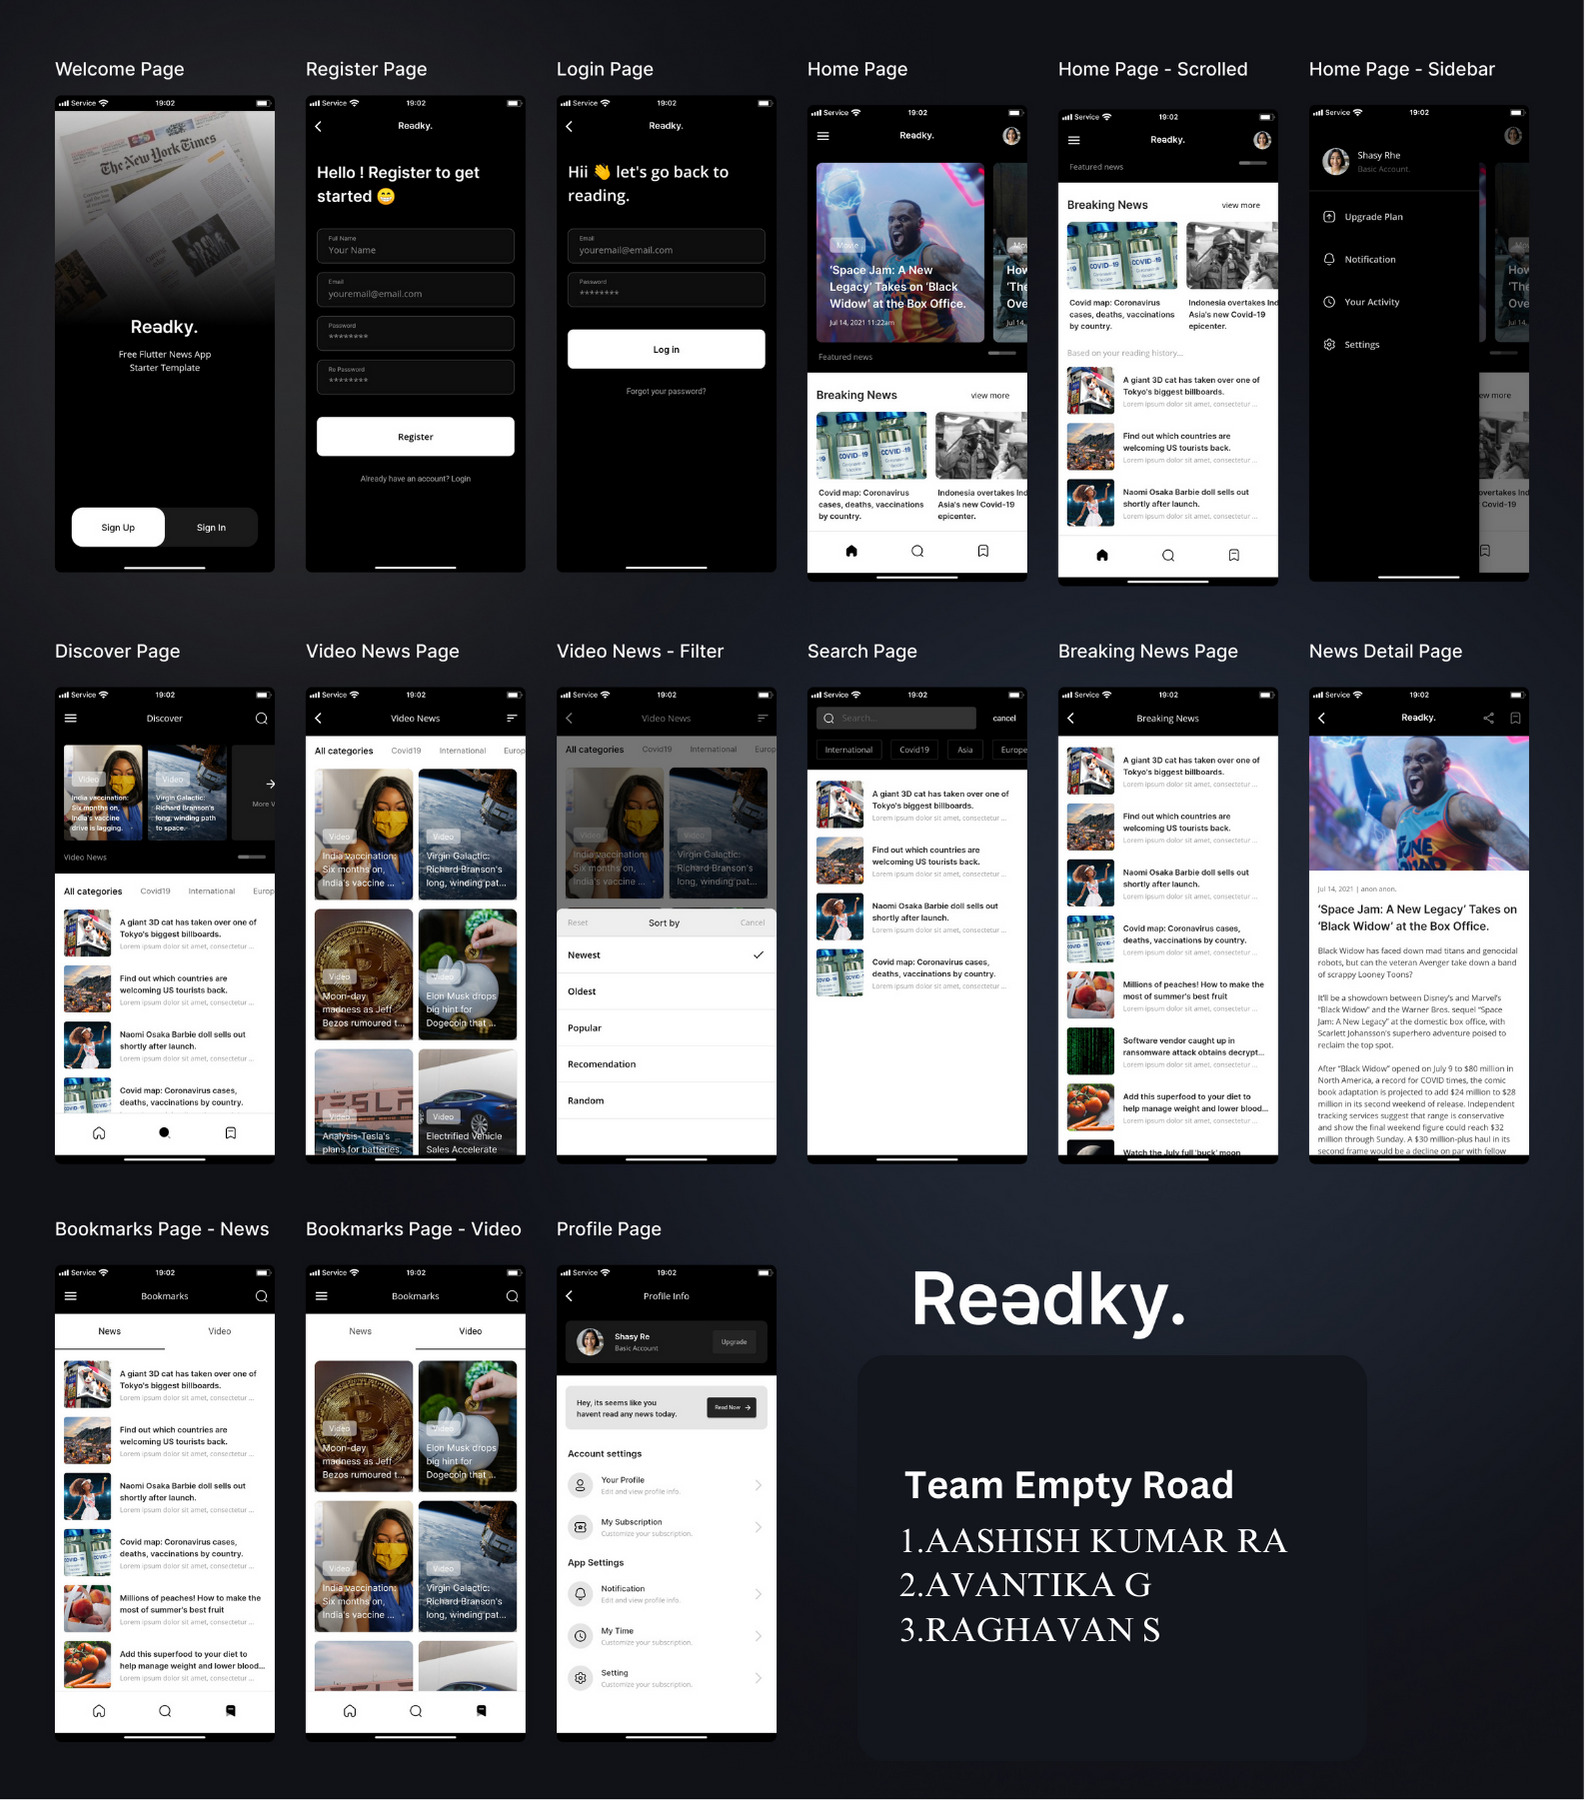 Welcome Page
Service 19:02
The New York Times
Readky.
Free Flutter News App
Starter Template
Sign Up
Sign In
Register Page
Service 19:02
Readky.
Hello ! Register to get
started 😁
Full Name
Your Name
Email
youremail@email.com
Password
********
Re Password
********
Register
Already have an account? Login
Login Page
Service 19:02
Readky.
Hii 👋 let's go back to
reading.
Email
youremail@email.com
Password
********
Log in
Forgot your password?
Home Page
Service 19:02
Readky.
Movie
'Space Jam: A New
Legacy' Takes on 'Black
Widow' at the Box Office.
Jul 14, 2021 11:22am
Mov
How
'The
Ove
Jul 14,
Featured news
Breaking News
view more
COVID-19
Covid map: Coronavirus
cases, deaths, vaccinations
by country.
Indonesia overtakes Ind
Asia's new Covid-19
epicenter.
Home Page - Scrolled
Service 19:02
Readky.
Featured news
Breaking News
view more
COVID-19
Covid map: Coronavirus
cases, deaths, vaccinations
by country.
Indonesia overtakes Ind
Asia's new Covid-19
epicenter.
Based on your reading history...
A giant 3D cat has taken over one of
Tokyo's biggest billboards.
Lorem ipsum dolor sit amet, consectetur ...
Find out which countries are
welcoming US tourists back.
Lorem ipsum dolor sit amet, consectetur ...
Naomi Osaka Barbie doll sells out
shortly after launch.
Lorem ipsum dolor sit amet, consectetur ...
Home Page - Sidebar
Service 19:02
Shasy Rhe
Basic Account.
Upgrade Plan
Notification
Your Activity
Settings
Mov
How
'The
Ove
Jul 14,
ew more
vertakes Ind
Covid-19
Discover Page
Service 19:02
Discover
Video
India vaccination:
Six months on,
India's vaccine
drive is lagging.
Video
Virgin Galactic:
Richard Branson's
long, winding path
to space.
More V
Video News
All categories Covid19 International Europ
A giant 3D cat has taken over one of
Tokyo's biggest billboards.
Lorem ipsum dolor sit amet, consectetur ...
Find out which countries are
welcoming US tourists back.
Lorem ipsum dolor sit amet, consectetur ...
Naomi Osaka Barbie doll sells out
shortly after launch.
Lorem ipsum dolor sit amet, consectetur ...
Covid map: Coronavirus cases,
deaths, vaccinations by country.
Video News Page
Service 19:02
Video News
All categories Covid19 International Europ
Video
India vaccination:
Six months on,
India's vaccine ...
Video
Virgin Galactic:
Richard Branson's
long, winding pat...
Video
Moon-day
madness as Jeff
Bezos rumoured t...
Video
Elon Musk drops
big hint for
Dogecoin that ...
TESLA
Video
Analysis-Tesla's
plans for batteries,
Video
Electrified Vehicle
Sales Accelerate
Video News - Filter
Service 19:02
Video News
All categories Covid19 International Europ
Video
India vaccination:
Six months on,
India's vaccine ...
Video
Virgin Galactic:
Richard Branson's
long, winding pat...
Reset
Sort by
Cancel
Newest
Oldest
Popular
Recomendation
Random
Search Page
Service 19:02
Search...
cancel
International
Covid19
Asia
Europe
A giant 3D cat has taken over one of
Tokyo's biggest billboards.
Lorem ipsum dolor sit amet, consectetur ...
Find out which countries are
welcoming US tourists back.
Lorem ipsum dolor sit amet, consectetur ...
Naomi Osaka Barbie doll sells out
shortly after launch.
Lorem ipsum dolor sit amet, consectetur ...
Covid map: Coronavirus cases,
deaths, vaccinations by country.
Lorem ipsum dolor sit amet, consectetur ...
Breaking News Page
Service 19:02
Breaking News
A giant 3D cat has taken over one of
Tokyo's biggest billboards.
Lorem ipsum dolor sit amet, consectetur ...
Find out which countries are
welcoming US tourists back.
Lorem ipsum dolor sit amet, consectetur ...
Naomi Osaka Barbie doll sells out
shortly after launch.
Lorem ipsum dolor sit amet, consectetur ...
Covid map: Coronavirus cases,
deaths, vaccinations by country.
Lorem ipsum dolor sit amet, consectetur ...
Millions of peaches! How to make the
most of summer's best fruit
Lorem ipsum dolor sit amet, consectetur ...
Software vendor caught up in
ransomware attack obtains decrypt...
Lorem ipsum dolor sit amet, consectetur ...
Add this superfood to your diet to
help manage weight and lower blood...
Lorem ipsum dolor sit amet, consectetur ...
Watch the July full 'buck' moon
News Detail Page
Service 19:02
Readky.
TUNE SQUAD
Jul 14, 2021 | anon anon.
'Space Jam: A New Legacy' Takes on
'Black Widow' at the Box Office.
Black Widow has faced down mad titans and genocidal
robots, but can the veteran Avenger take down a band
of scrappy Looney Toons?
It'll be a showdown between Disney's and Marvel's
"Black Widow" and the Warner Bros. sequel "Space
Jam: A New Legacy" at the domestic box office, with
Scarlett Johansson's superhero adventure poised to
reclaim the top spot.
After "Black Widow" opened on July 9 to $80 million in
North America, a record for COVID times, the comic
book adaptation is projected to add $24 million to $28
million in its second weekend of release. Independent
tracking services suggest that range is conservative
and show the final weekend figure could reach $32
million through Sunday. A $30 million-plus haul in its
second frame would be a decline on par with fellow
Bookmarks Page - News
Service 19:02
Bookmarks
News
Video
A giant 3D cat has taken over one of
Tokyo's biggest billboards.
Lorem ipsum dolor sit amet, consectetur ...
Find out which countries are
welcoming US tourists back.
Lorem ipsum dolor sit amet, consectetur ...
Naomi Osaka Barbie doll sells out
shortly after launch.
Lorem ipsum dolor sit amet, consectetur ...
Covid map: Coronavirus cases,
deaths, vaccinations by country.
Lorem ipsum dolor sit amet, consectetur ...
Millions of peaches! How to make the
most of summer's best fruit
Lorem ipsum dolor sit amet, consectetur ...
Add this superfood to your diet to
help manage weight and lower blood...
Lorem ipsum dolor sit amet, consectetur ...
Bookmarks Page - Video
Service 19:02
Bookmarks
News
Video
Video
Moon-day
madness as Jeff
Bezos rumoured t...
Video
Elon Musk drops
big hint for
Dogecoin that ...
Video
India vaccination:
Six months on,
India's vaccine ...
Video
Virgin Galactic:
Richard Branson's
long, winding pat...
TESLA
Profile Page
Service 19:02
Profile Info
Shasy Re
Basic Account
Upgrade
Hey, its seems like you
havent read any news today.
Read Now
Account settings
Your Profile
Edit and view profile info.
My Subscription
Customize your subscription.
App Settings
Notification
Edit and view profile info.
My Time
Customize your subscription.
Setting
Customize your subscription.
Readky.
Team Empty Road
1.AASHISH KUMAR RA
2.AVANTIKA G
3.RAGHAVAN S